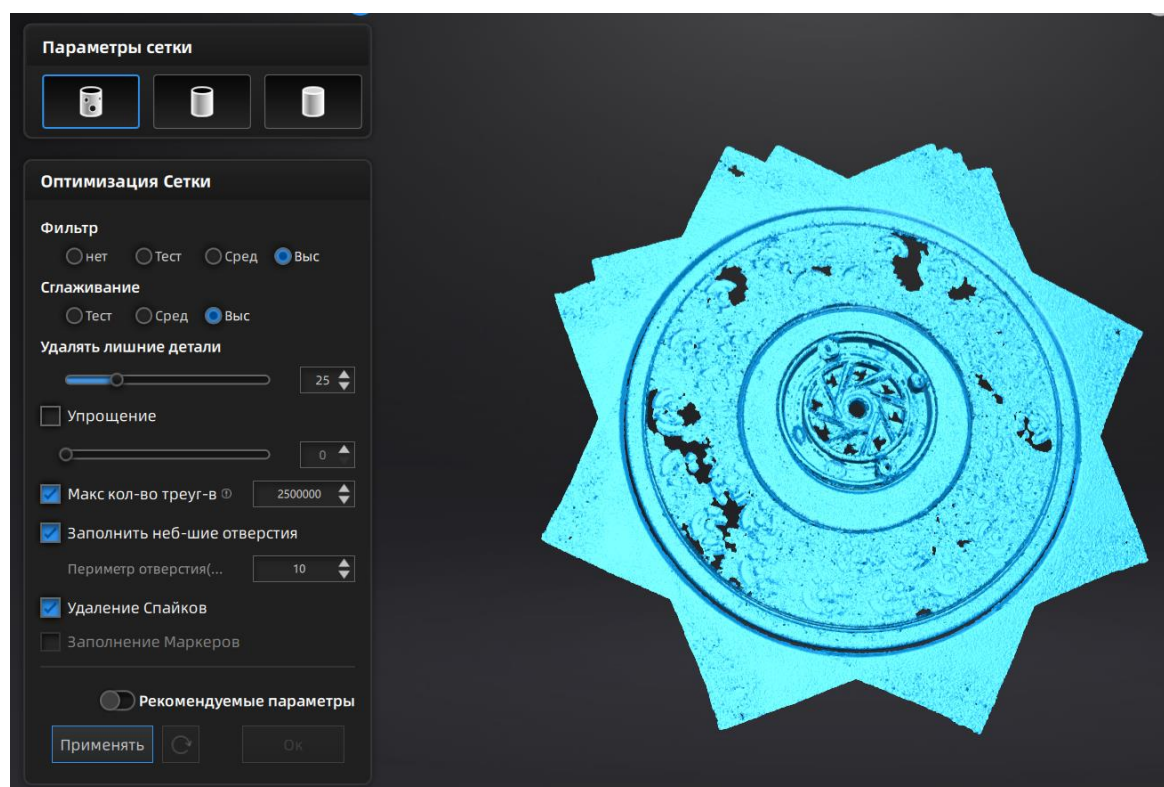 Параметры сетки
Оптимизация Сетки
Фильтр
нет Тест Сред Выс
Сглаживание
Тест Сред Выс
Удалять лишние детали
25
Упрощение
0
Макс кол-во треуг-в 2500000
Заполнить неб-шие отверстия
Периметр отверстия(... 10
Удаление Спайков
Заполнение Маркеров
Рекомендуемые параметры
Применять Ок